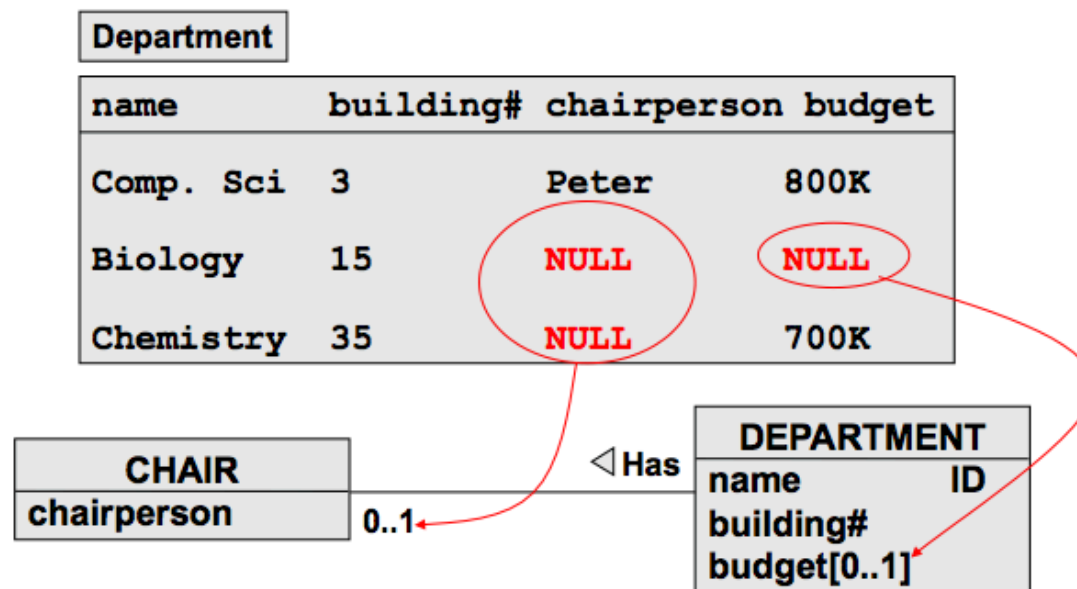 Department
name building# chairperson budget
Comp. Sci 3 Peter 800K
Biology 15 NULL NULL
Chemistry 35 NULL 700K
CHAIR
chairperson
0..1
Has
DEPARTMENT
name ID
building#
budget[0..1]